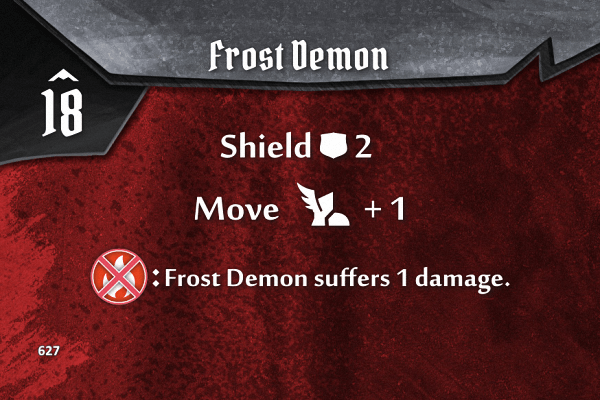 Frost Demon
18
Shield 2
Move + 1
: Frost Demon suffers 1 damage.
627